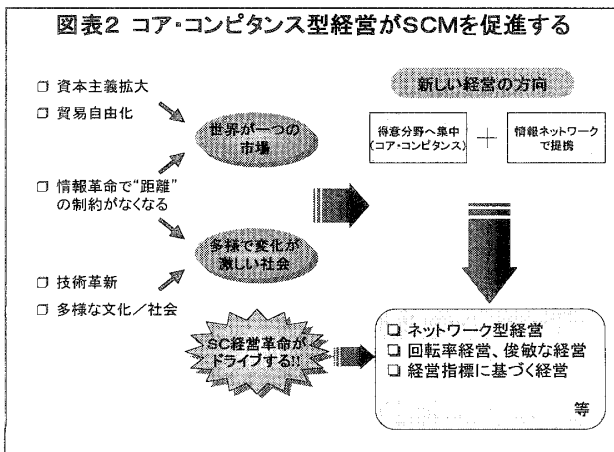 図表2 コア・コンピタンス型経営がSCMを促進する
❒ 資本主義拡大
❒ 貿易自由化
❒ 情報革命で“距離”
の制約がなくなる
❒ 技術革新
❒ 多様な文化/社会
世界が一つの
市場
多様で変化が
激しい社会
SC経営革命が
ドライブする!!
新しい経営の方向
得意分野へ集中
(コア・コンピタンス)
+
情報ネットワーク
で提携
❒ ネットワーク型経営
❒ 回転率経営、俊敏な経営
❒ 経営指標に基づく経営
等